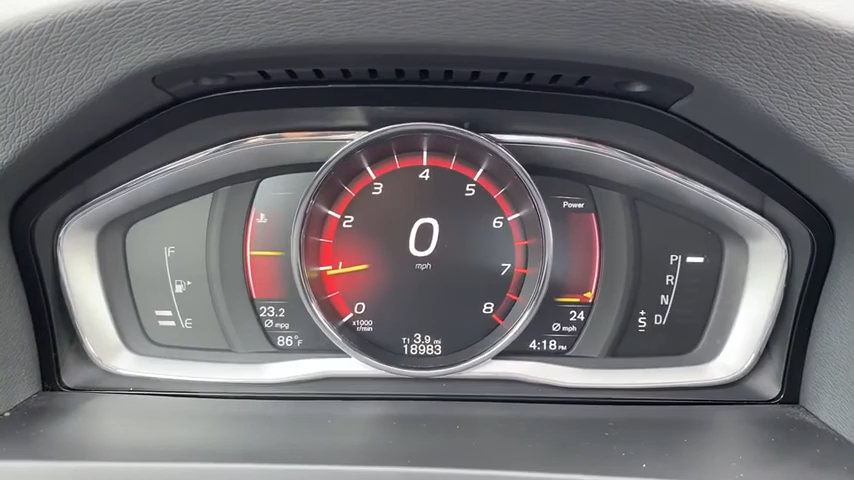 F
E
23.2
Ø mpg
86°F
0
1
2
3
4
5
6
7
8
x1000
r/min
0
mph
T1 3.9 mi
18983
Power
24
Ø mph
4:18 PM
P
R
N
D
+
S
-